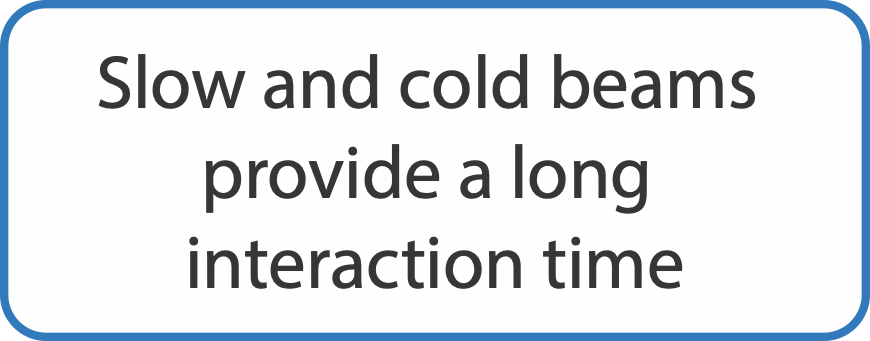 Slow and cold beams
provide a long
interaction time